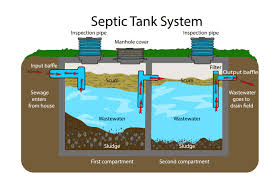 Septic Tank System
Inspection pipe
Manhole cover
Inspection pipe
Input baffle
Filter
Output baffle
Scum
Scum
Sewage
enters
from house
Wastewater
goes to
drain field
Wastewater
Wastewater
Sludge
Sludge
First compartment
Second compartment